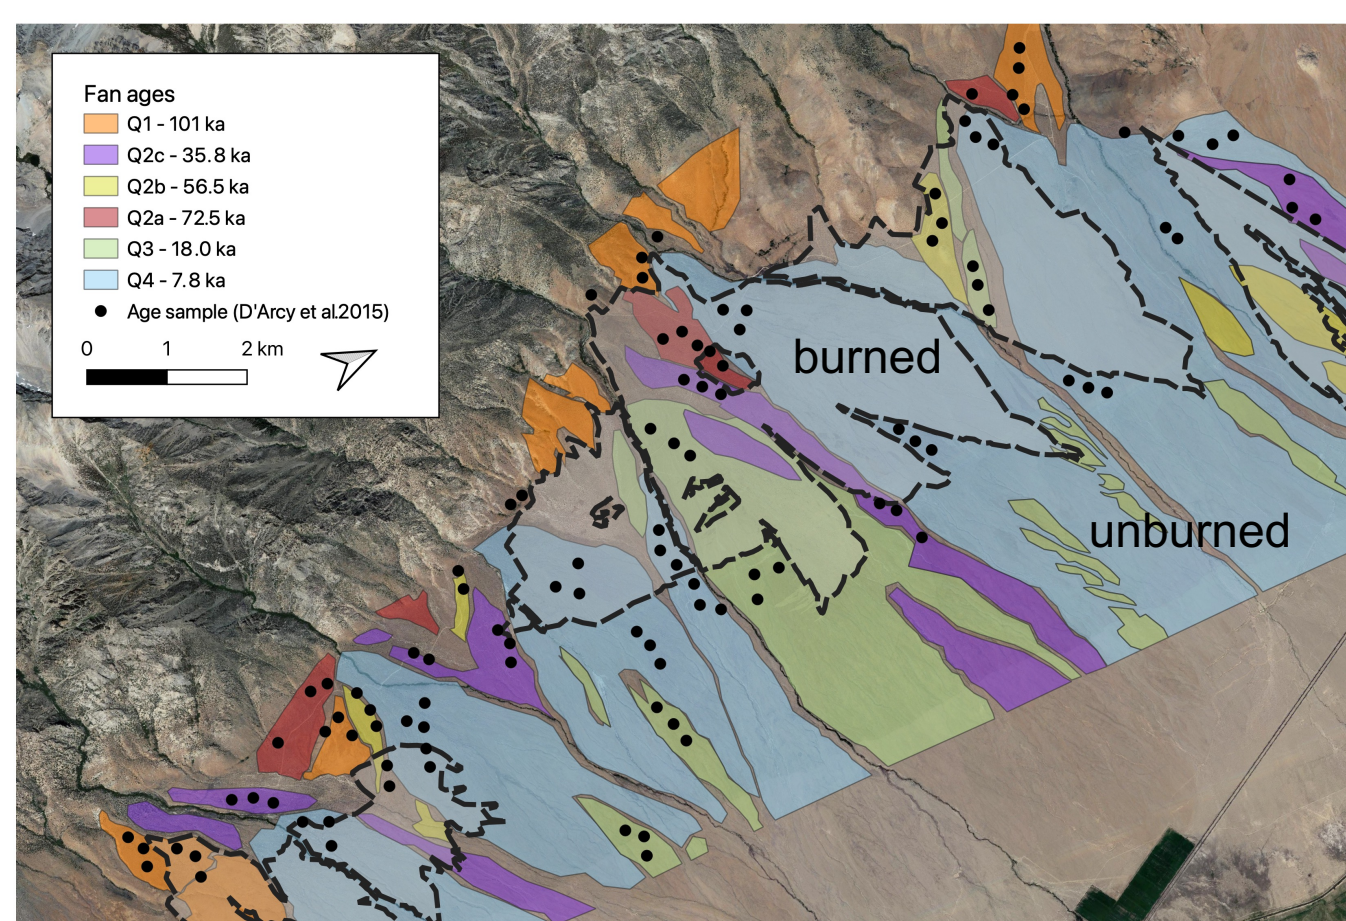 Fan ages
Q1 - 101 ka
Q2c - 35.8 ka
Q2b - 56.5 ka
Q2a - 72.5 ka
Q3 - 18.0 ka
Q4 - 7.8 ka
Age sample (D'Arcy et al.2015)
0 1 2 km
burned
unburned